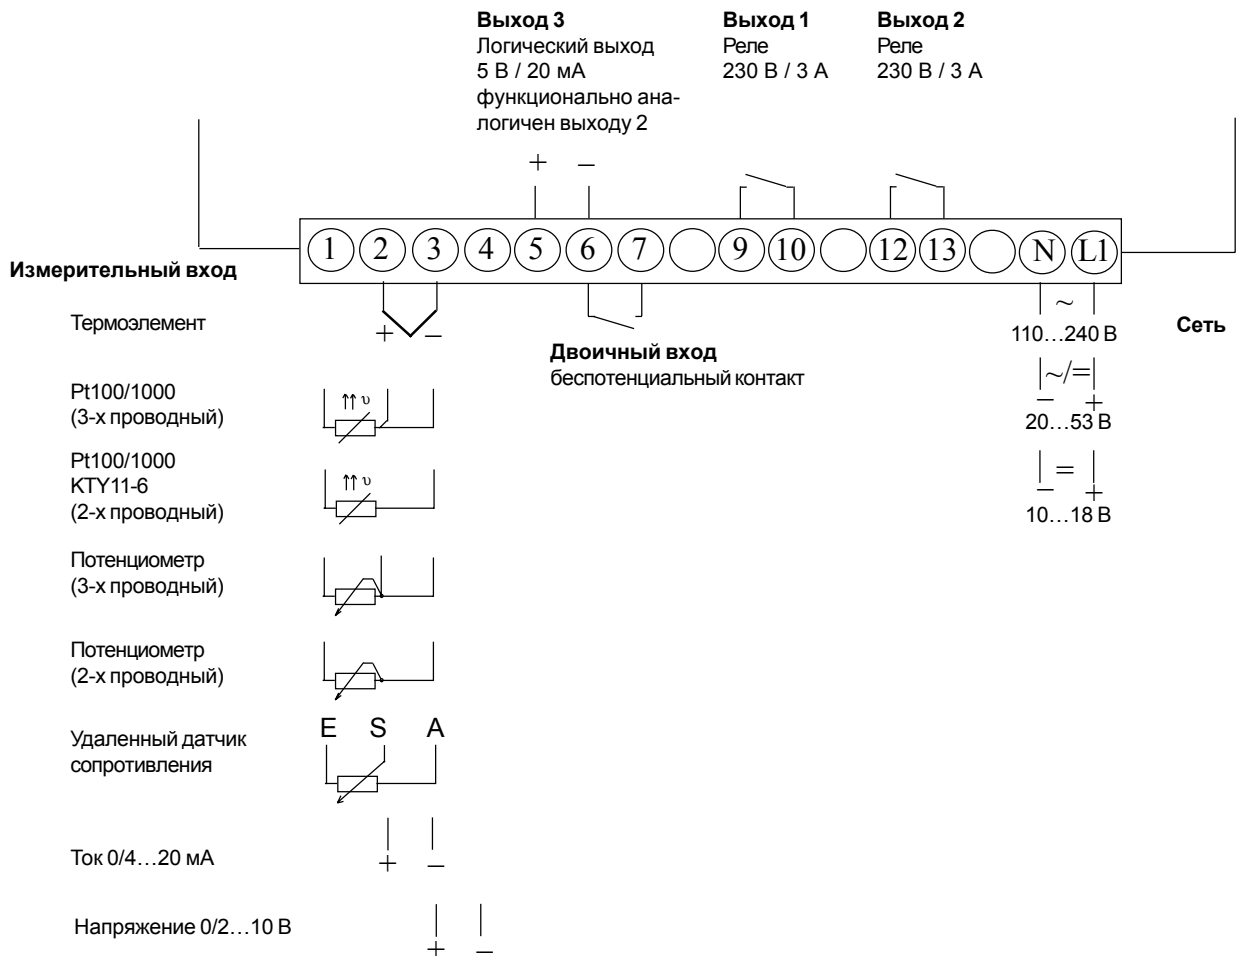 Выход 3
Логический выход
5 В / 20 мА
функционально ана-
логичен выходу 2
Выход 1
Реле
230 В / 3 А
Выход 2
Реле
230 В / 3 А
+ –
1 2 3 4 5 6 7 9 10 12 13 N L1
Измерительный вход
Термоэлемент
+ –
Двоичный вход
беспотенциальный контакт
~
110…240 В
Сеть
~/=
– +
20…53 В
=
– +
10…18 В
Pt100/1000
(3-х проводный)
↑↑ υ
Pt100/1000
KTY11-6
(2-х проводный)
↑↑ υ
Потенциометр
(3-х проводный)
Потенциометр
(2-х проводный)
E S A
Удаленный датчик
сопротивления
Ток 0/4…20 мА
+ –
Напряжение 0/2…10 В
+ –